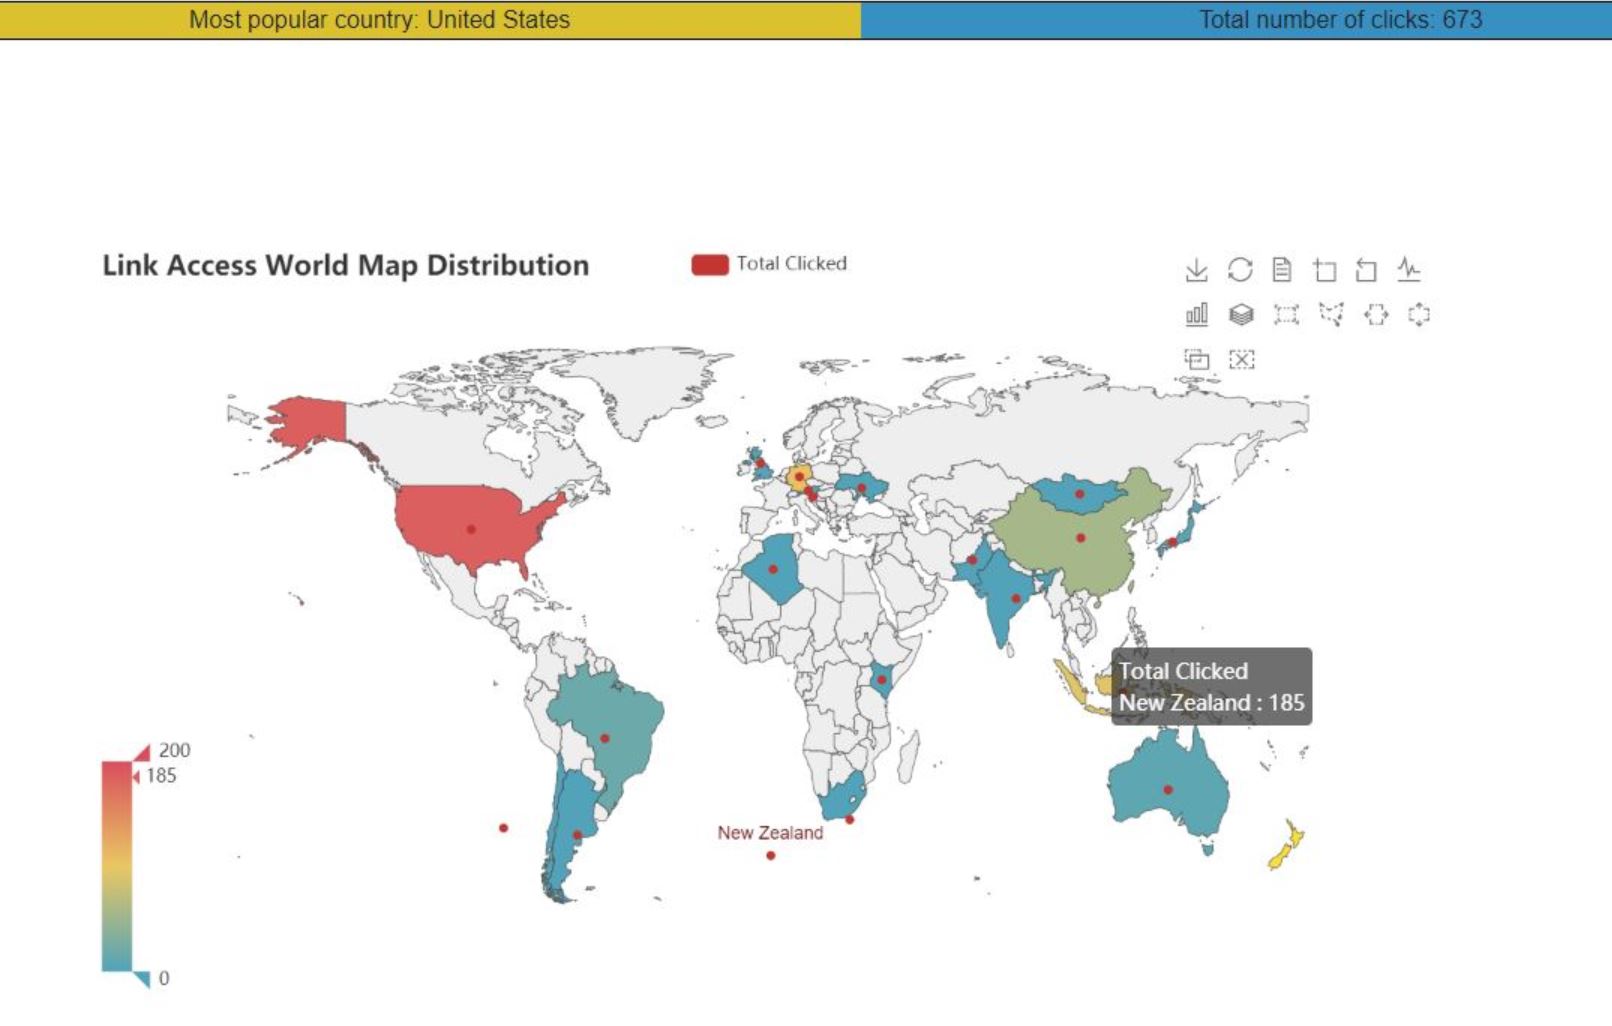 Most popular country: United States
Total number of clicks: 673
Link Access World Map Distribution
Total Clicked
Total Clicked
New Zealand : 185
200
185
New Zealand
0